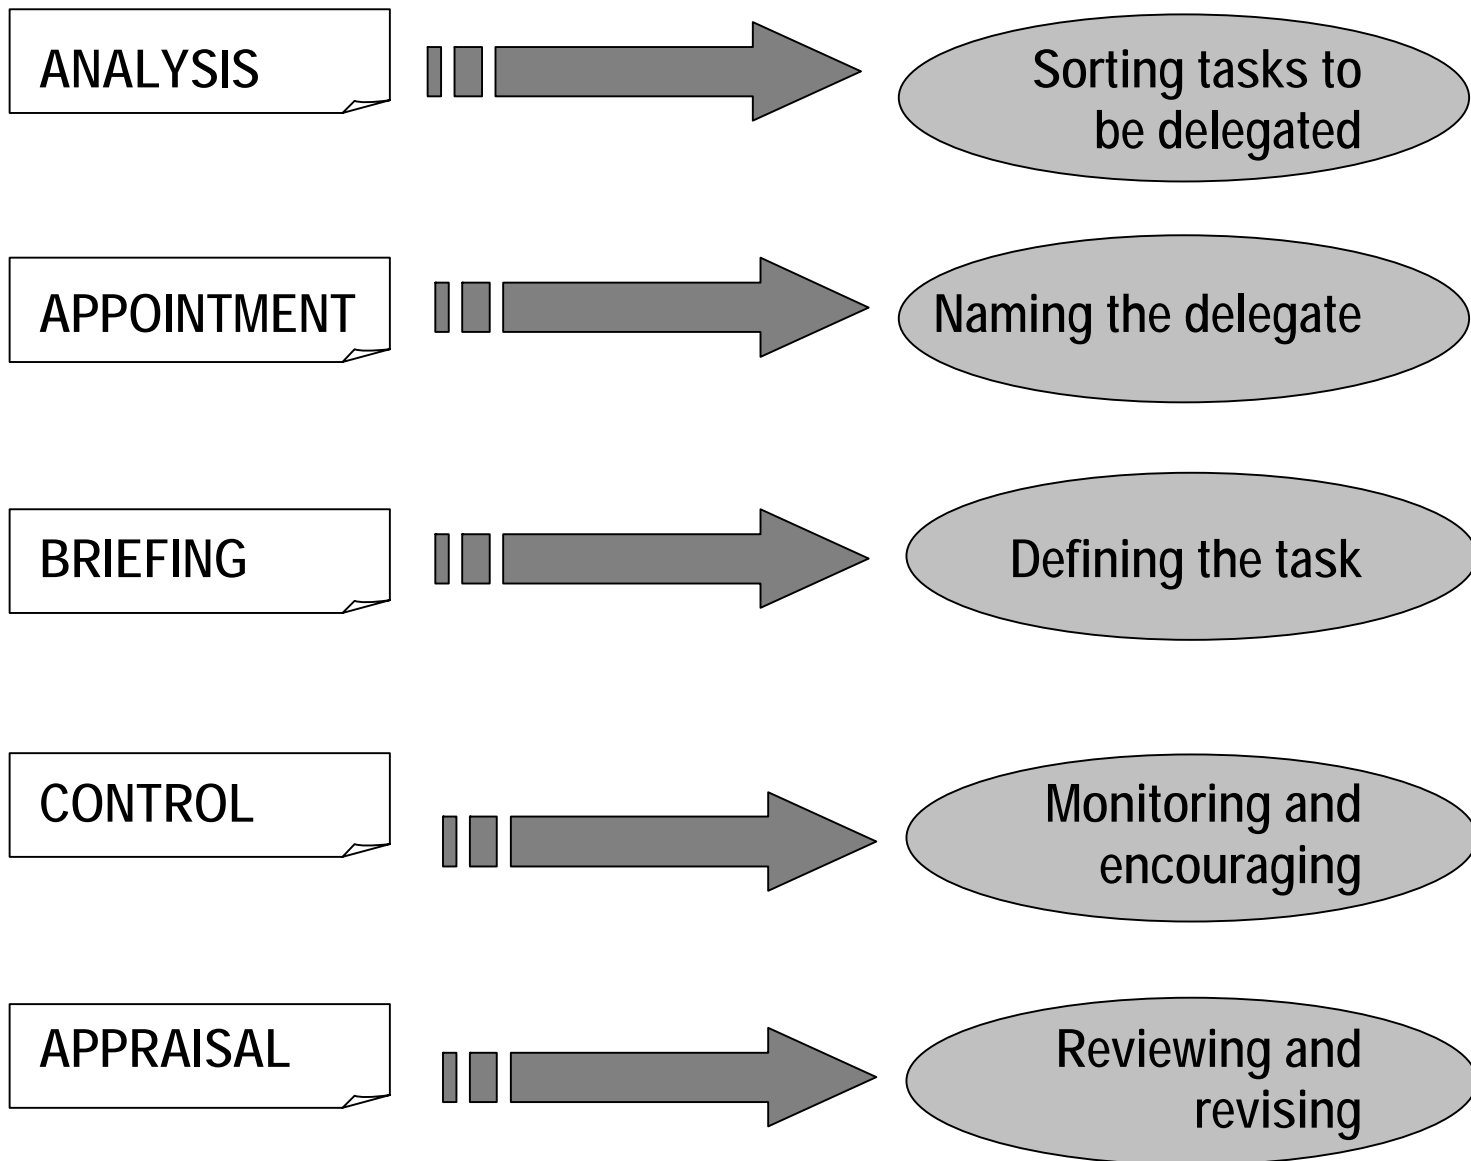 ANALYSIS
Sorting tasks to
be delegated
APPOINTMENT
Naming the delegate
BRIEFING
Defining the task
CONTROL
Monitoring and
encouraging
APPRAISAL
Reviewing and
revising